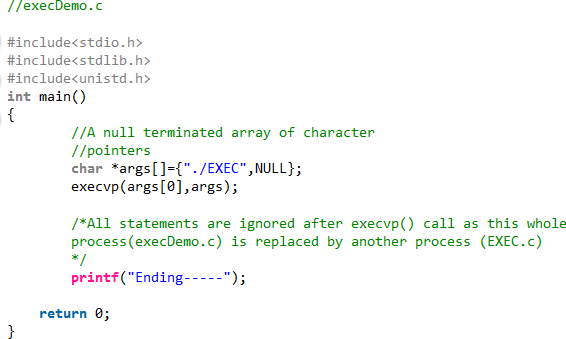 //execDemo.c
#include<stdio.h>
#include<stdlib.h>
#include<unistd.h>
int main()
{
//A null terminated array of character
//pointers
char *args[]={"./EXEC",NULL};
execvp(args[0],args);
/*All statements are ignored after execvp() call as this whole
process(execDemo.c) is replaced by another process (EXEC.c)
*/
printf("Ending-----");
return 0;
}